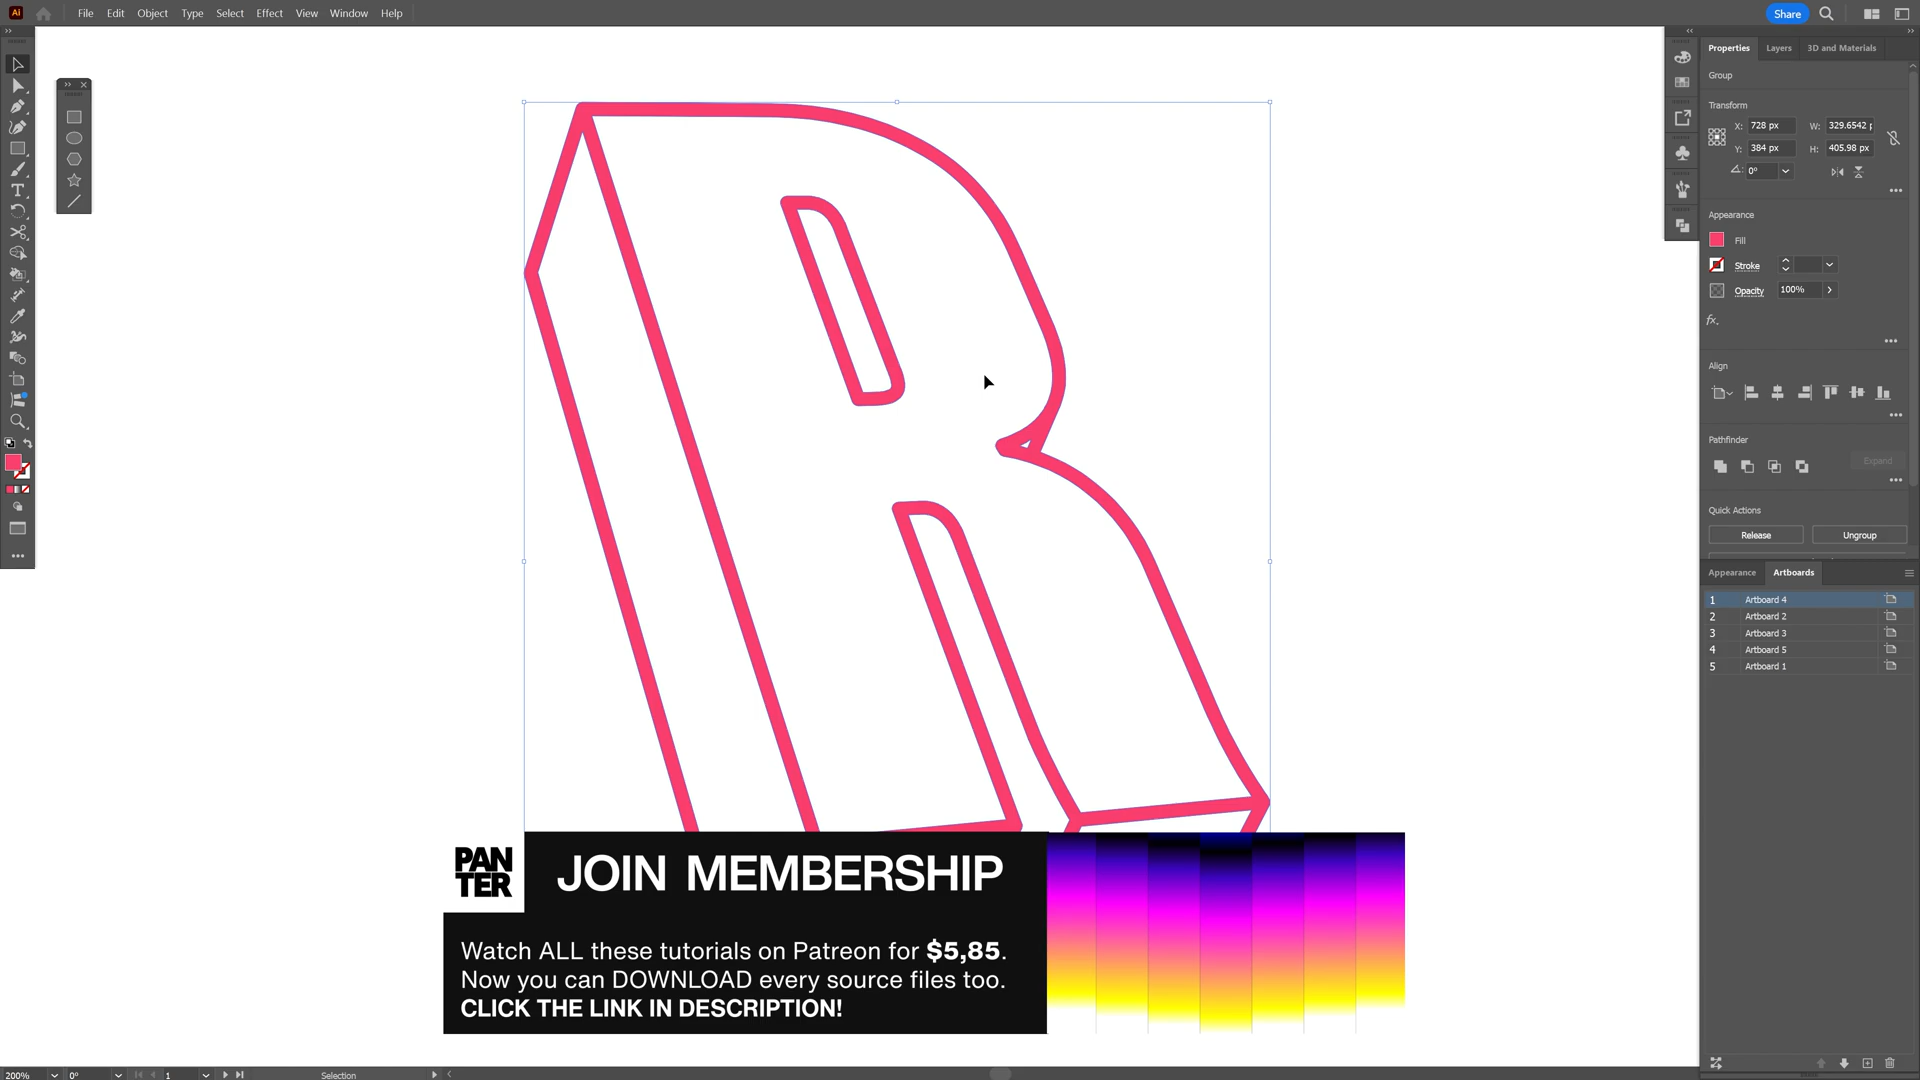 Ai File Edit Object Type Select Effect View Window Help Share
Properties Layers 3D and Materials
Group
Transform
X: 728 px W: 329.6542 p
Y: 384 px H: 405.98 px
0°
Appearance
Fill
Stroke
Opacity 100%
fx.
Align
Pathfinder
Expand
Quick Actions
Release Ungroup
Appearance Artboards
1 Artboard 4
2 Artboard 2
3 Artboard 3
4 Artboard 5
5 Artboard 1
R
PAN
TER
JOIN MEMBERSHIP
Watch ALL these tutorials on Patreon for $5,85.
Now you can DOWNLOAD every source files too.
CLICK THE LINK IN DESCRIPTION!
200% 0° 1 Selection